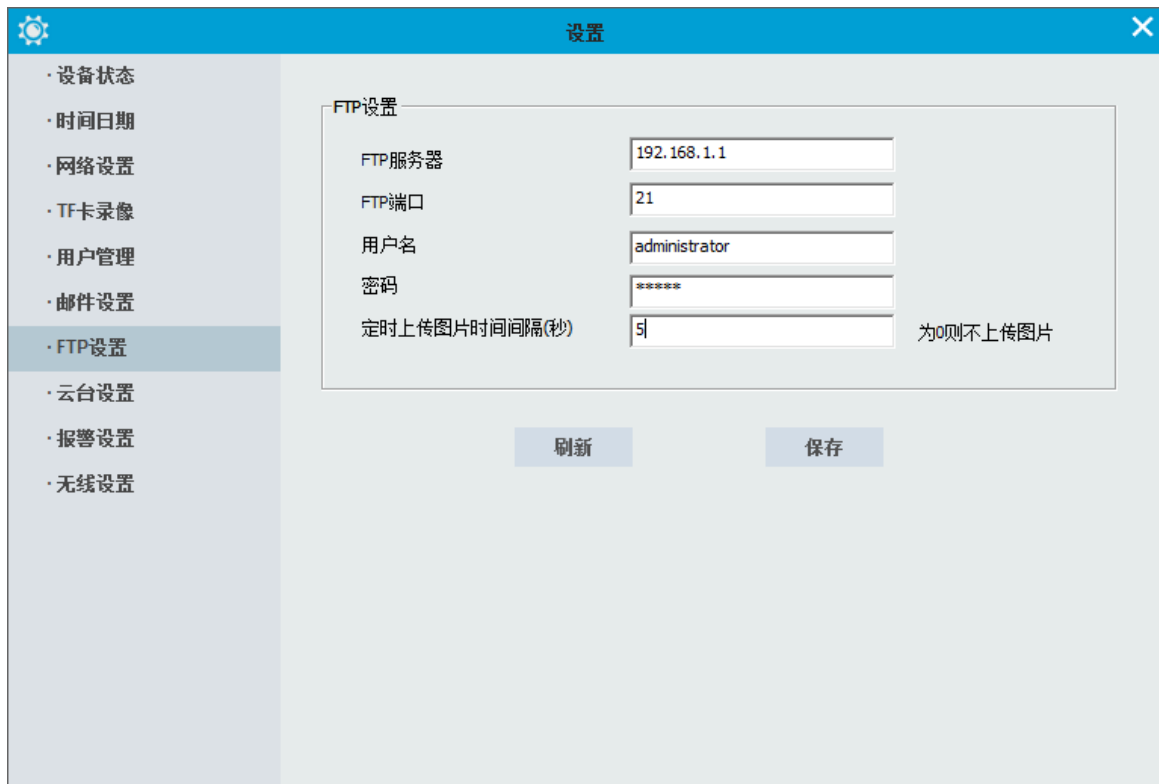 设置
·设备状态
·时间日期
·网络设置
·TF卡录像
·用户管理
·邮件设置
·FTP设置
·云台设置
·报警设置
·无线设置
FTP设置
FTP服务器 192.168.1.1
FTP端口 21
用户名 administrator
密码 *****
定时上传图片时间间隔(秒) 5 为0则不上传图片
刷新 保存